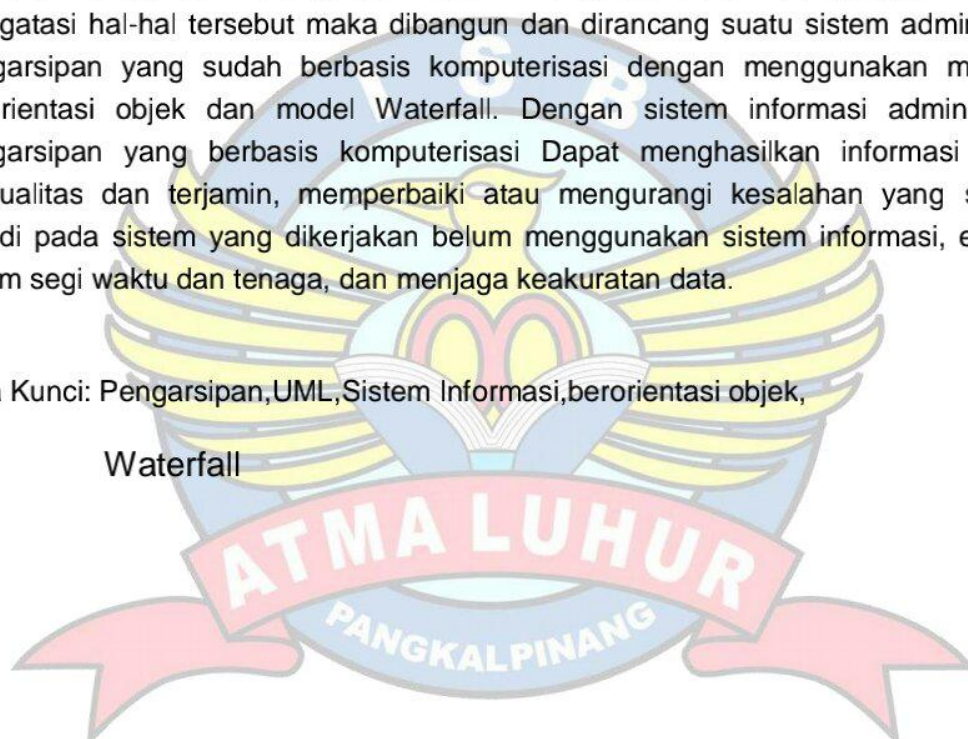 gatasi hal-hal tersebut maka dibangun dan dirancang suatu sistem admin
garsipan yang sudah berbasis komputerisasi dengan menggunakan m
rientasi objek dan model Waterfall. Dengan sistem informasi admin
garsipan yang berbasis komputerisasi Dapat menghasilkan informasi
ualitas dan terjamin, memperbaiki atau mengurangi kesalahan yang s
di pada sistem yang dikerjakan belum menggunakan sistem informasi, e
m segi waktu dan tenaga, dan menjaga keakuratan data.
Kunci: Pengarsipan,UML,Sistem Informasi,berorientasi objek,
Waterfall
I S B
ATMA LUHUR
PANGKALPINANG